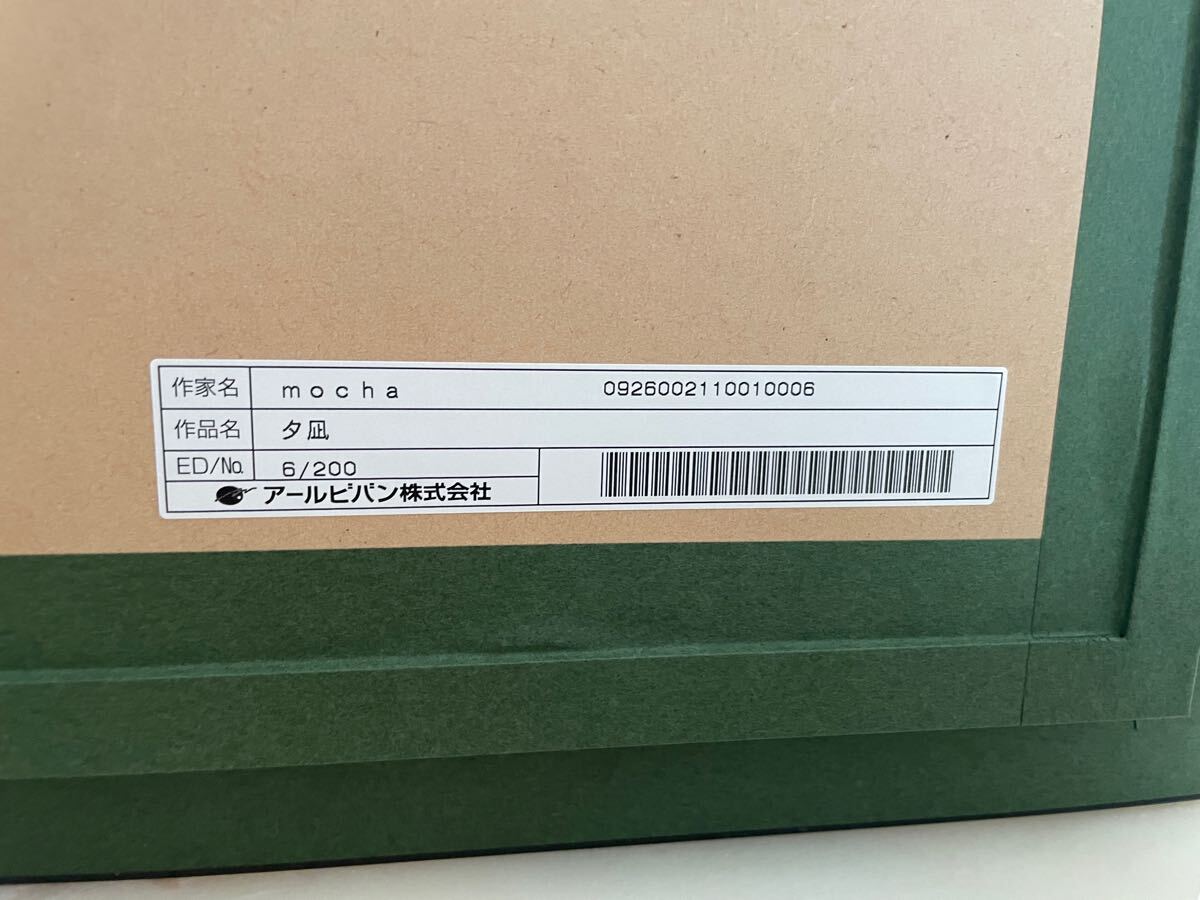 作家名 mocha 0926002110010006
作品名 夕凪
ED/No. 6/200
アールビバン株式会社